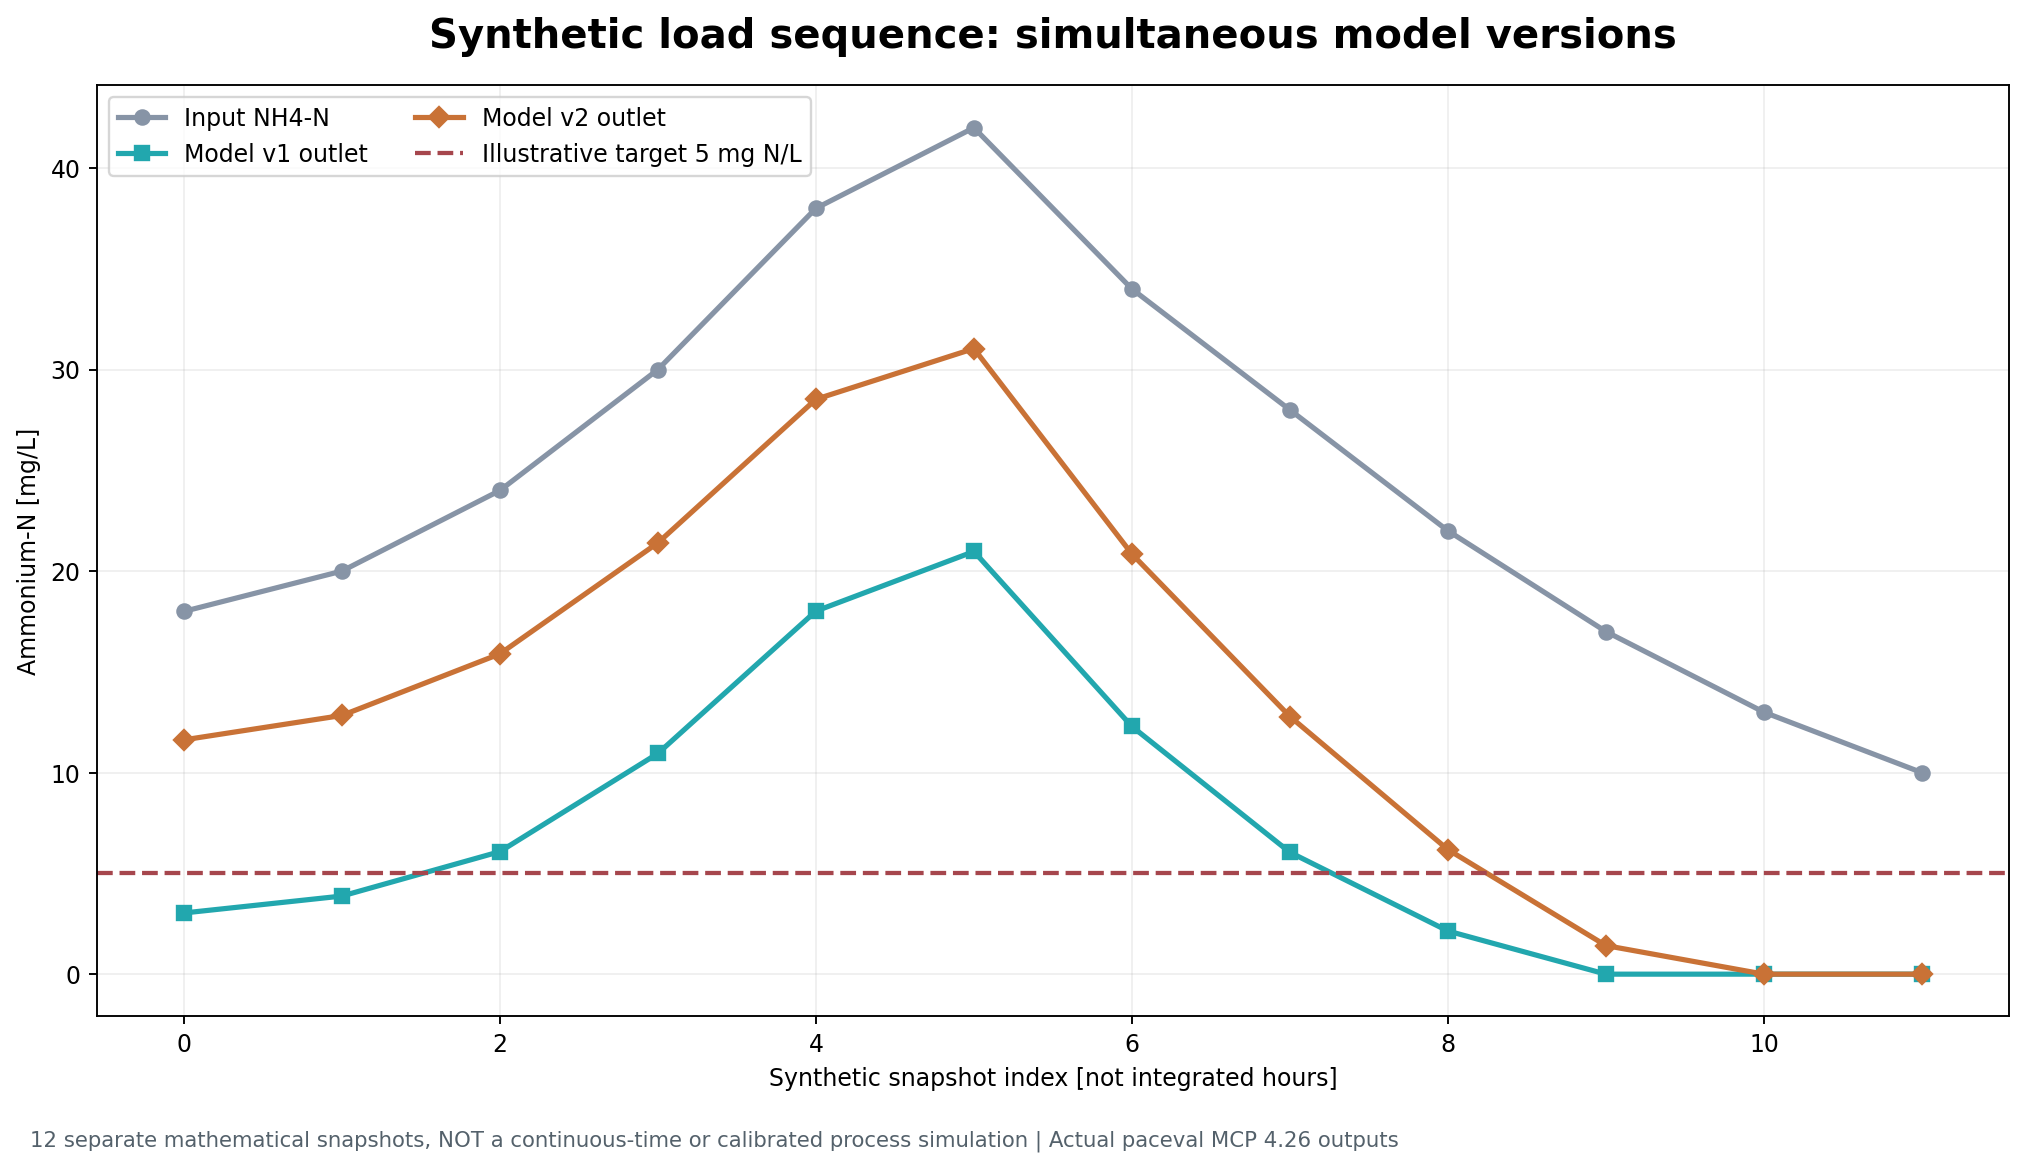 Synthetic load sequence: simultaneous model versions
Input NH4-N
Model v1 outlet
Model v2 outlet
Illustrative target 5 mg N/L
Ammonium-N [mg/L]
40
30
20
10
0
0 2 4 6 8 10
Synthetic snapshot index [not integrated hours]
12 separate mathematical snapshots, NOT a continuous-time or calibrated process simulation | Actual paceval MCP 4.26 outputs